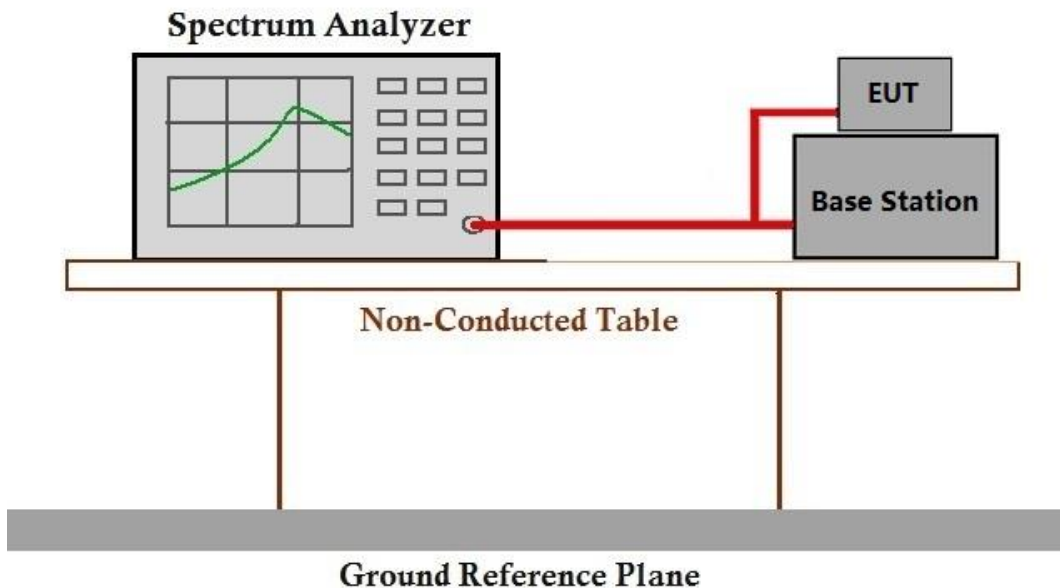 Spectrum Analyzer
EUT
Base Station
Non-Conducted Table
Ground Reference Plane